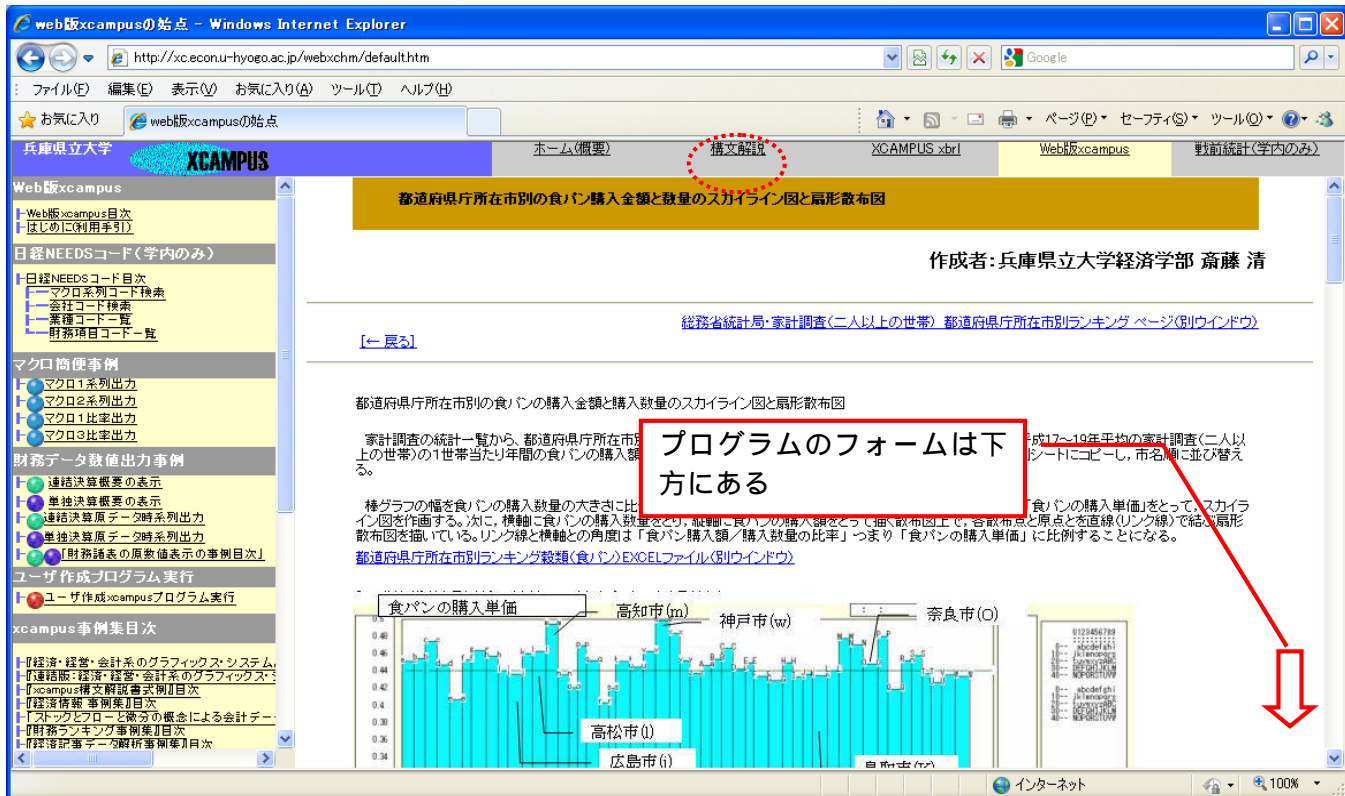 web版xcampusの始点 - Windows Internet Explorer
http://xc.econ.u-hyogo.ac.jp/webxchm/default.htm
Google
ファイル(F) 編集(E) 表示(V) お気に入り(A) ツール(T) ヘルプ(H)
お気に入り web版xcampusの始点 ページ(P) セーフティ(S) ツール(O)
兵庫県立大学 XCAMPUS ホーム(概要) 構文解説 XCAMPUS xbrl Web版xcampus 戦前統計(学内のみ)
Web版xcampus
Web版xcampus目次
はじめに(利用手引)
日経NEEDSコード(学内のみ)
日経NEEDSコード目次
マクロ系列コード検索
会社コード検索
業種コード一覧
財務項目コード一覧
マクロ簡便事例
マクロ1系列出力
マクロ2系列出力
マクロ1比率出力
マクロ3比率出力
財務データ数値出力事例
連結決算概要の表示
単独決算概要の表示
連結決算原データ時系列出力
単独決算原データ時系列出力
「財務諸表の原数値表示の事例目次」
ユーザ作成プログラム実行
ユーザ作成xcampusプログラム実行
xcampus事例集目次
『経済・経営・会計系のグラフィックス・システム
『連結版:経済・経営・会計系のグラフィックス・
『xcampus構文解説書式例』目次
『経済情報 事例集』目次
『ストックとフローと微分の概念による会計デー
『財務ランキング事例集』目次
『経済記事データ解析事例集』目次
都道府県庁所在市別の食パン購入金額と数量のスカイライン図と扇形散布図
作成者:兵庫県立大学経済学部 斎藤 清
総務省統計局・家計調査(二人以上の世帯) 都道府県庁所在市別ランキング ページ(別ウインドウ)
[← 戻る]
都道府県庁所在市別の食パンの購入金額と購入数量のスカイライン図と扇形散布図
家計調査の統計一覧から、都道府県庁所在市別 平成17~19年平均の家計調査(二人以
上の世帯)の1世帯当たり年間の食パンの購入額 別シートにコピーし,市名順に並び替え
る。
棒グラフの幅を食パンの購入数量の大きさに比 「食パンの購入単価」をとって,スカイラ
イン図を作画する。次に,横軸に食パンの購入数量をとり,縦軸に食パンの購入額をとって描く散布図上で,各散布点と原点とを直線(リンク線)で結ぶ扇形
散布図を描いている。リンク線と横軸との角度は「食パン購入額/購入数量の比率」つまり「食パンの購入単価」に比例することになる。
都道府県庁所在市別ランキング穀類(食パン)EXCELファイル(別ウインドウ)
プログラムのフォームは下
方にある
食パンの購入単価
高知市(m)
神戸市(w)
奈良市(O)
高松市(l)
広島市(i)
鳥取市(K)
0.5
0.48
0.46
0.44
0.42
0.4
0.38
0.36
0.34
0123456789
インターネット 100%